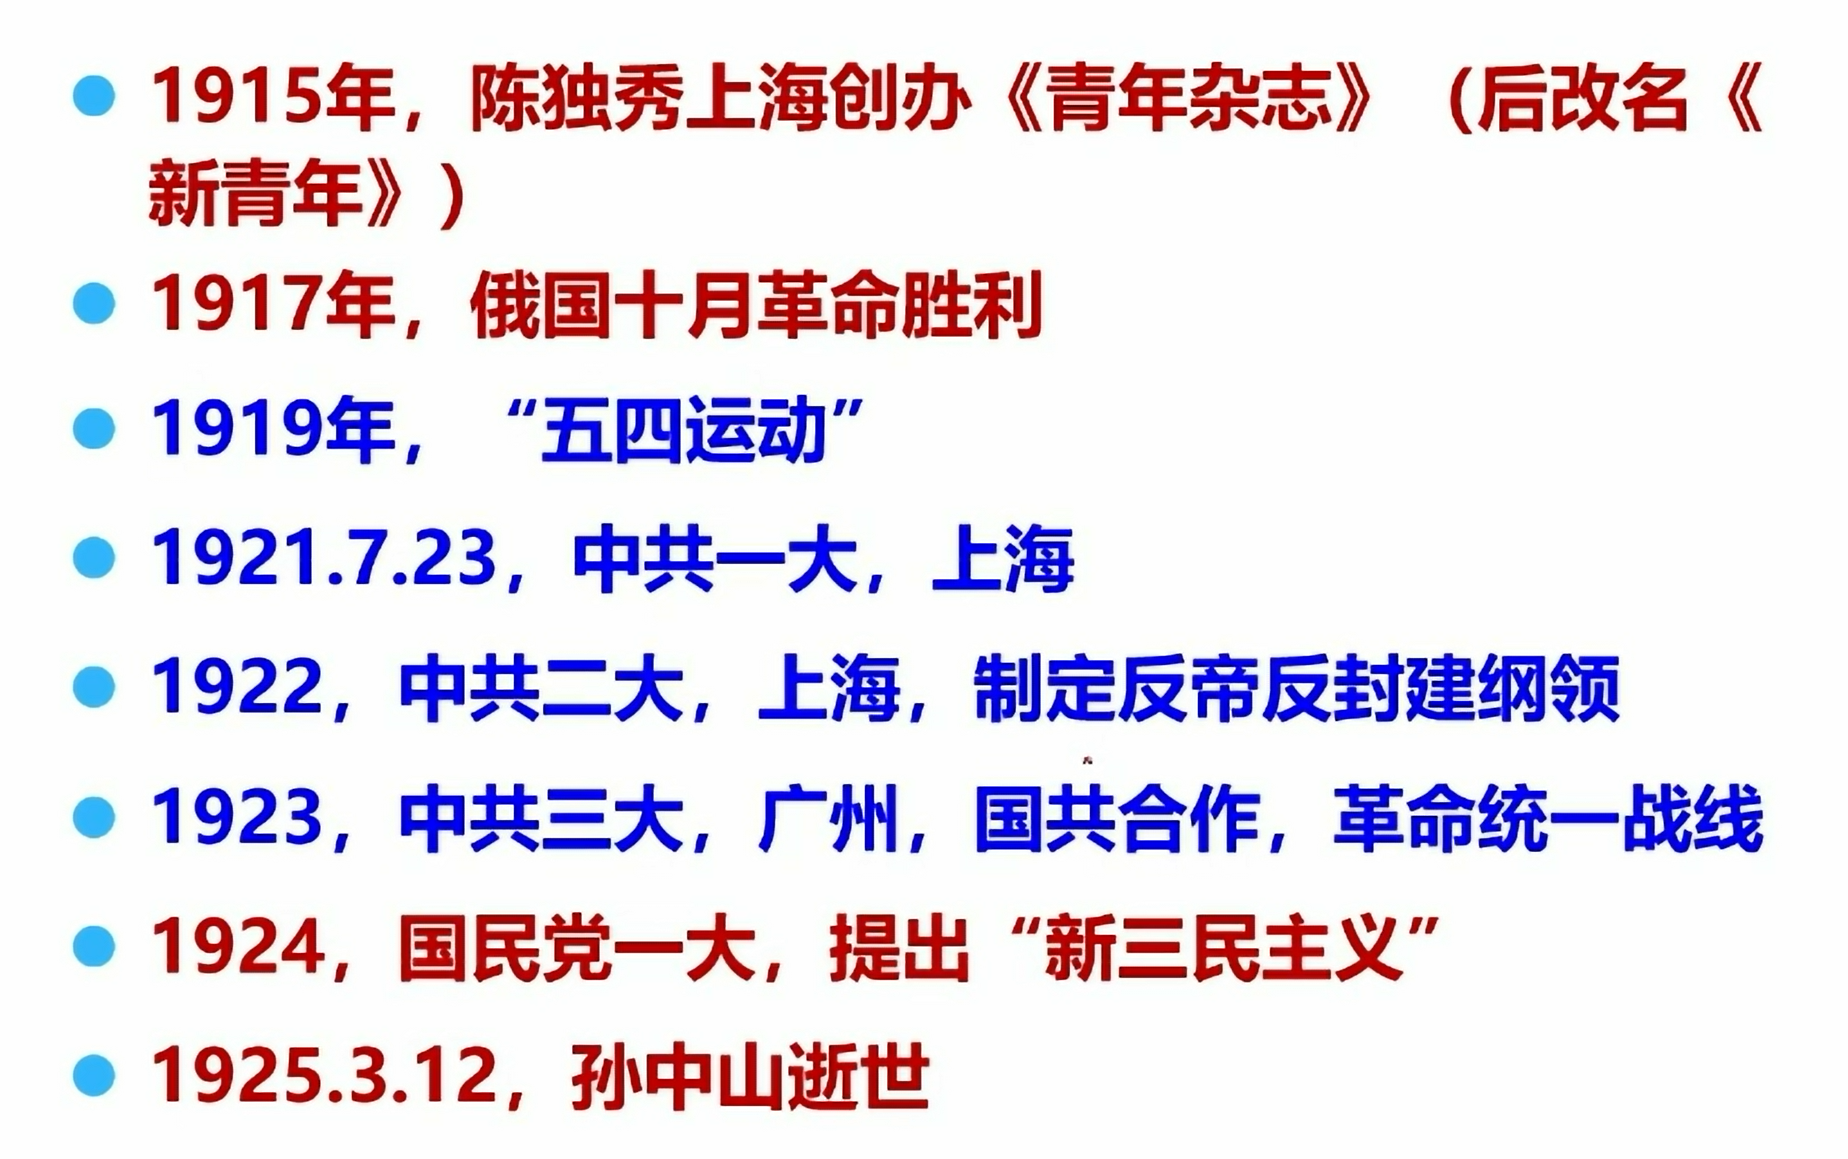 1915年，陈独秀上海创办《青年杂志》（后改名《
新青年》）
1917年，俄国十月革命胜利
1919年，“五四运动”
1921.7.23，中共一大，上海
1922，中共二大，上海，制定反帝反封建纲领
1923，中共三大，广州，国共合作，革命统一战线
1924，国民党一大，提出“新三民主义”
1925.3.12，孙中山逝世